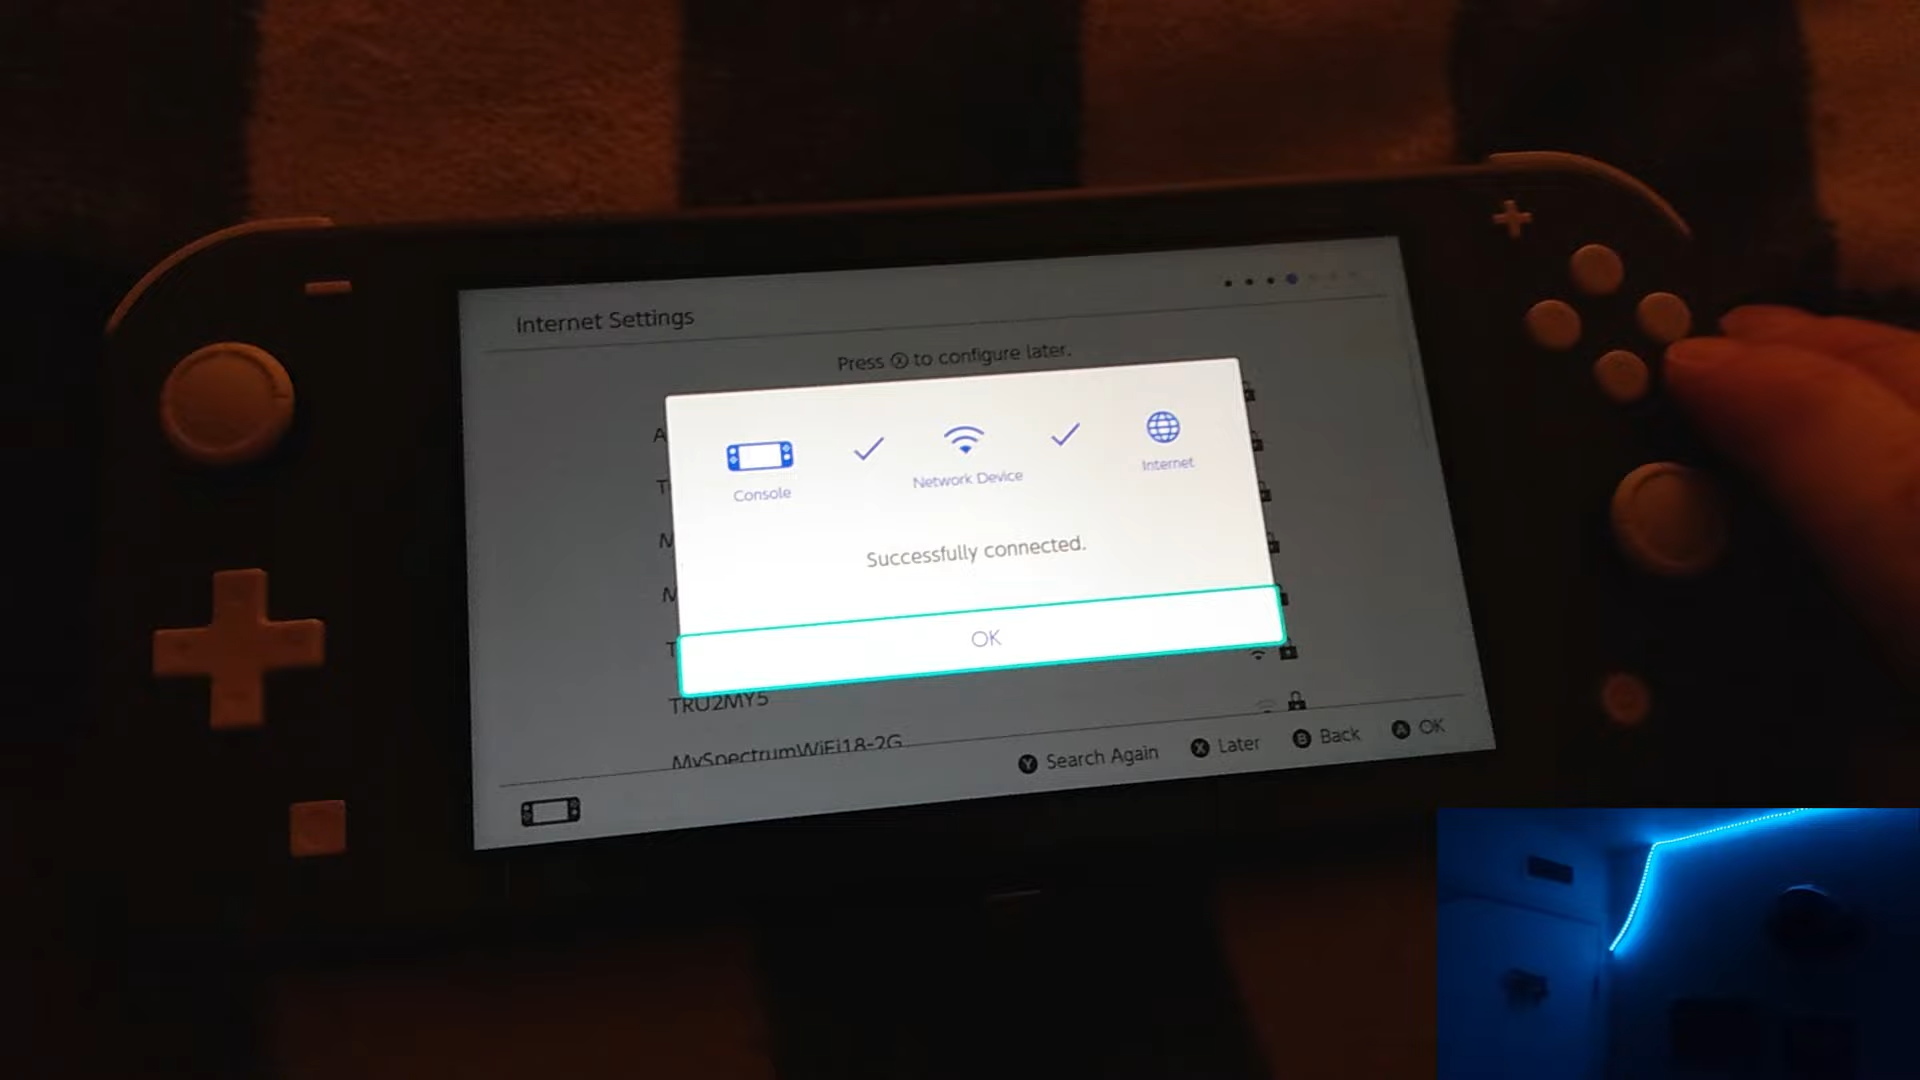 Internet Settings
Press Ⓧ to configure later.
Console
Network Device
Internet
Successfully connected.
OK
TRU2MY5
MySpectrumWiFi18-2G
Y Search Again
X Later
B Back
A OK